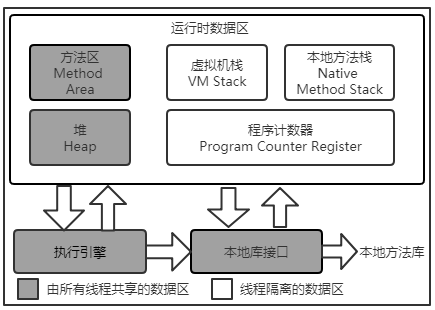 运行时数据区
方法区
Method
Area
虚拟机栈
VM Stack
本地方法栈
Native
Method Stack
堆
Heap
程序计数器
Program Counter Register
执行引擎
本地库接口
本地方法库
由所有线程共享的数据区
线程隔离的数据区